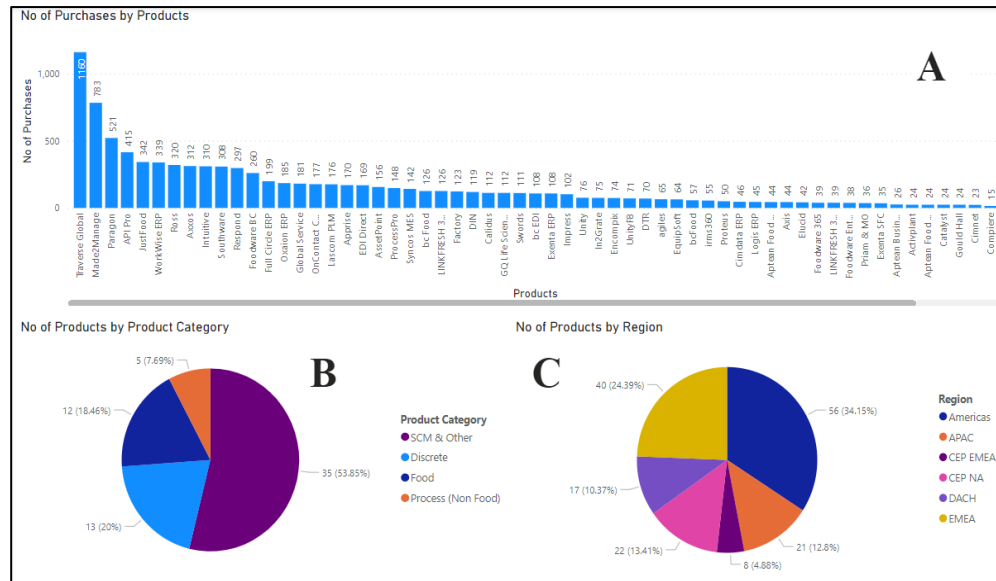 No of Purchases by Products
A
No of Purchases
1,000
500
0
1160
783
521
415
342
339
320
312
310
308
297
260
199
185
181
177
176
170
169
156
148
142
126
126
123
119
112
112
111
108
108
102
76
75
74
71
70
65
64
57
55
50
46
45
44
44
42
39
39
38
36
35
26
24
24
24
24
23
15
Traverse Global
Made2Manage
Paragon
API Pro
JustFood
WorkWise ERP
Ross
Axxos
Intuitive
Southware
Respond
Foodware BC
Full Circle ERP
Oxaion ERP
GlobalService
OnContact C...
Lascom PLM
Apprise
EDI Direct
AssetPoint
ProcessPro
Syncros MES
bc Food
LINKFRESH 3...
Factory
DIN
Calidus
GQ Life Scien...
Swords
bc EDI
Exenta ERP
Impress
Unity
In2Grate
Encompix
UnityFB
DTR
agiles
EquipSoft
bcFood
irms360
Proteus
Cimdata ERP
Logis ERP
Aptean Food ...
Axis
Elucid
Foodware 365
LINKFRESH 3...
Foodware Ent...
Prism & MO
Exenta SFC
Aptean Busin...
Activplant
Aptean Food ...
Catalyst
Gould Hall
Cimnet
Compiere
Products
No of Products by Product Category
B
5 (7.69%)
12 (18.46%)
13 (20%)
35 (53.85%)
Product Category
SCM & Other
Discrete
Food
Process (Non Food)
No of Products by Region
C
40 (24.39%)
56 (34.15%)
17 (10.37%)
22 (13.41%)
8 (4.88%)
21 (12.8%)
Region
Americas
APAC
CEP EMEA
CEP NA
DACH
EMEA